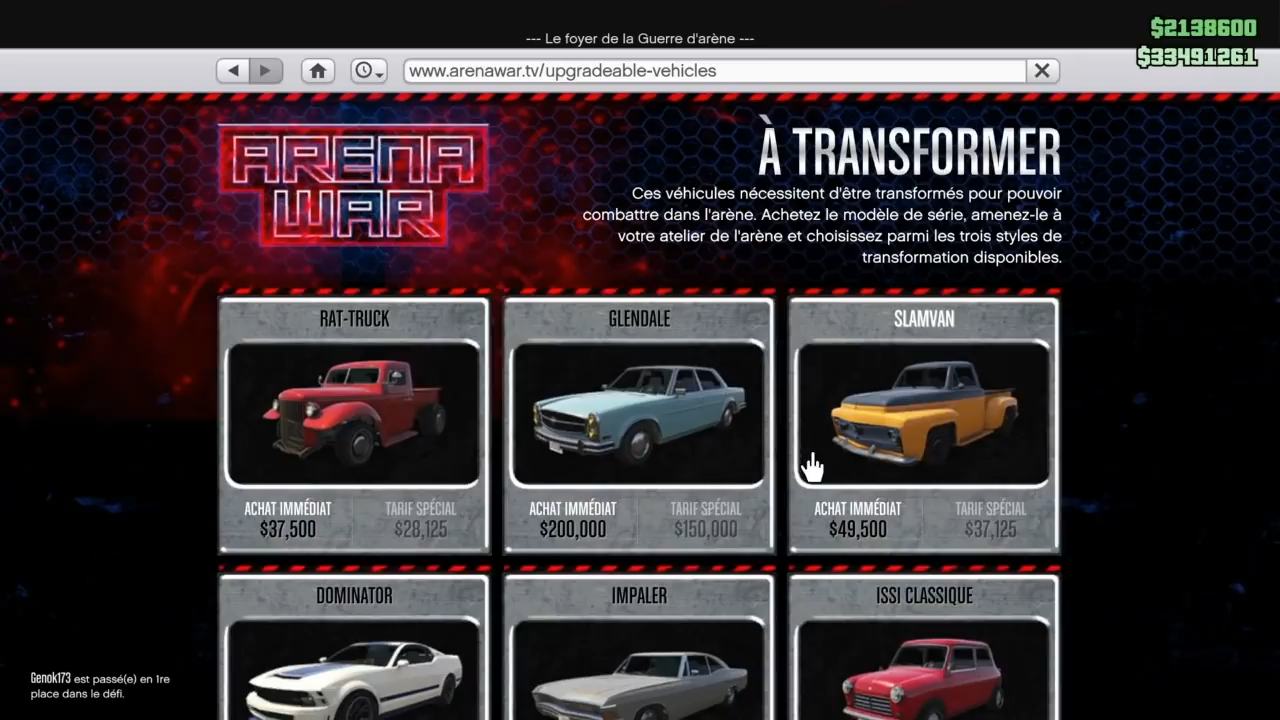 --- Le foyer de la Guerre d'arène ---
$2138600
$33491261
www.arenawar.tv/upgradeable-vehicles
ARENA
WAR
À TRANSFORMER
Ces véhicules nécessitent d'être transformés pour pouvoir
combattre dans l'arène. Achetez le modèle de série, amenez-le à
votre atelier de l'arène et choisissez parmi les trois styles de
transformation disponibles.
RAT-TRUCK
GLENDALE
SLAMVAN
ACHAT IMMÉDIAT
TARIF SPÉCIAL
$37,500
$28,125
ACHAT IMMÉDIAT
TARIF SPÉCIAL
$200,000
$150,000
ACHAT IMMÉDIAT
TARIF SPÉCIAL
$49,500
$37,125
DOMINATOR
IMPALER
ISSI CLASSIQUE
Genok173 est passé(e) en 1re
place dans le défi.